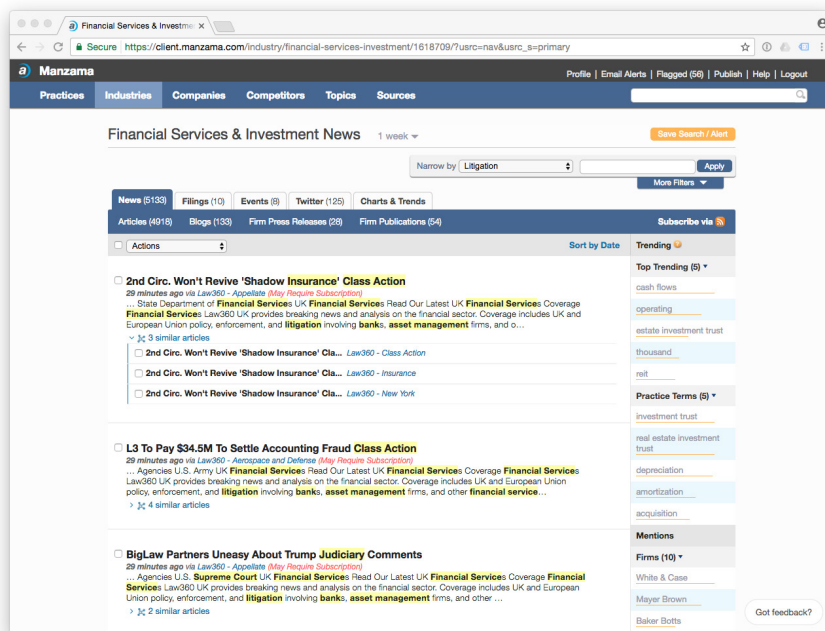 Financial Services & Investme
Secure https://client.manzama.com/industry/financial-services-investment/1618709/?usrc=nav&usrc_s=primary
Manzama
Profile | Email Alerts | Flagged (56) | Publish | Help | Logout
Practices Industries Companies Competitors Topics Sources
Financial Services & Investment News 1 week
Save Search / Alert
Narrow by Litigation Apply
More Filters
News (5133) Filings (10) Events (8) Twitter (125) Charts & Trends
Articles (4918) Blogs (133) Firm Press Releases (28) Firm Publications (54) Subscribe via
Actions Sort by Date
2nd Circ. Won't Revive 'Shadow Insurance' Class Action
29 minutes ago via Law360 - Appellate (May Require Subscription)
... State Department of Financial Services UK Financial Services Read Our Latest UK Financial Services Coverage
Financial Services Law360 UK provides breaking news and analysis on the financial sector. Coverage includes UK and
European Union policy, enforcement, and litigation involving banks, asset management firms, and o...
3 similar articles
2nd Circ. Won't Revive 'Shadow Insurance' Cla... Law360 - Class Action
2nd Circ. Won't Revive 'Shadow Insurance' Cla... Law360 - Insurance
2nd Circ. Won't Revive 'Shadow Insurance' Cla... Law360 - New York
L3 To Pay $34.5M To Settle Accounting Fraud Class Action
29 minutes ago via Law360 - Aerospace and Defense (May Require Subscription)
... Agencies U.S. Army UK Financial Services Read Our Latest UK Financial Services Coverage Financial Services
Law360 UK provides breaking news and analysis on the financial sector. Coverage includes UK and European Union
policy, enforcement, and litigation involving banks, asset management firms, and other financial service...
4 similar articles
BigLaw Partners Uneasy About Trump Judiciary Comments
29 minutes ago via Law360 - Appellate (May Require Subscription)
... Agencies U.S. Supreme Court UK Financial Services Read Our Latest UK Financial Services Coverage Financial
Services Law360 UK provides breaking news and analysis on the financial sector. Coverage includes UK and European
Union policy, enforcement, and litigation involving banks, asset management firms, and other ...
2 similar articles
Trending
Top Trending (5)
cash flows
operating
estate investment trust
thousand
reit
Practice Terms (5)
investment trust
real estate investment
trust
depreciation
amortization
acquisition
Mentions
Firms (10)
White & Case
Mayer Brown
Baker Botts
Got feedback?